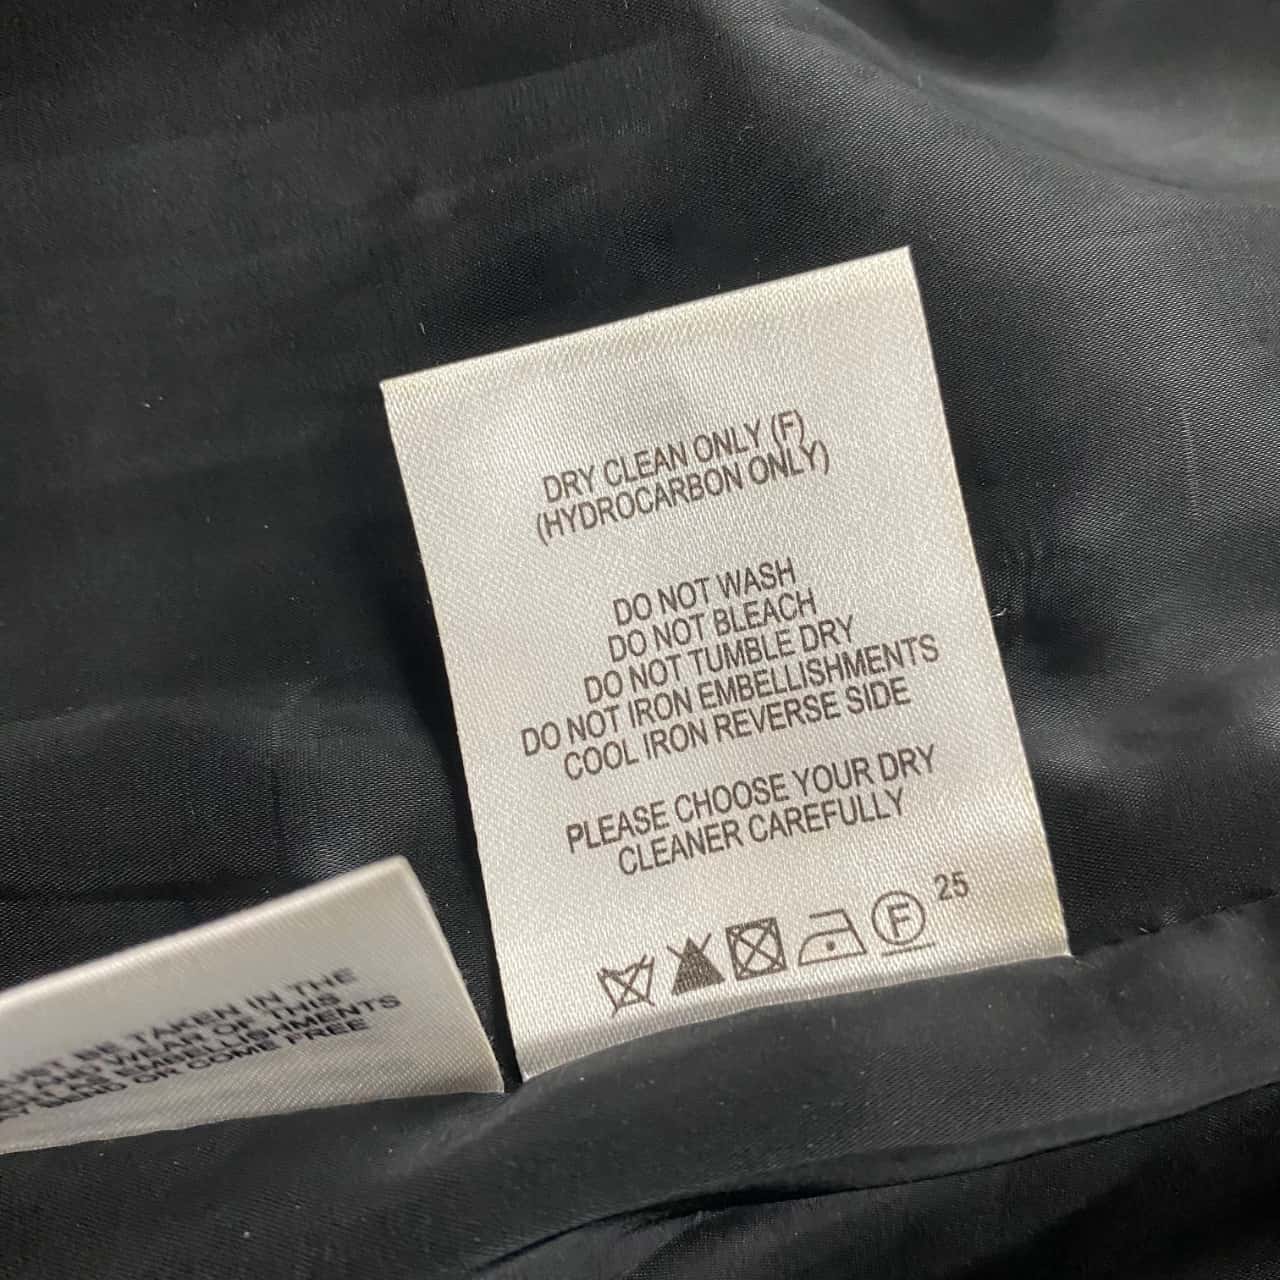 DRY CLEAN ONLY (F)
(HYDROCARBON ONLY)
DO NOT WASH
DO NOT BLEACH
DO NOT TUMBLE DRY
DO NOT IRON EMBELLISHMENTS
COOL IRON REVERSE SIDE
PLEASE CHOOSE YOUR DRY
CLEANER CAREFULLY
F 25
BE TAKEN IN THE
WEAR OF THIS
EMBELLISHMENTS
OR COME FREE